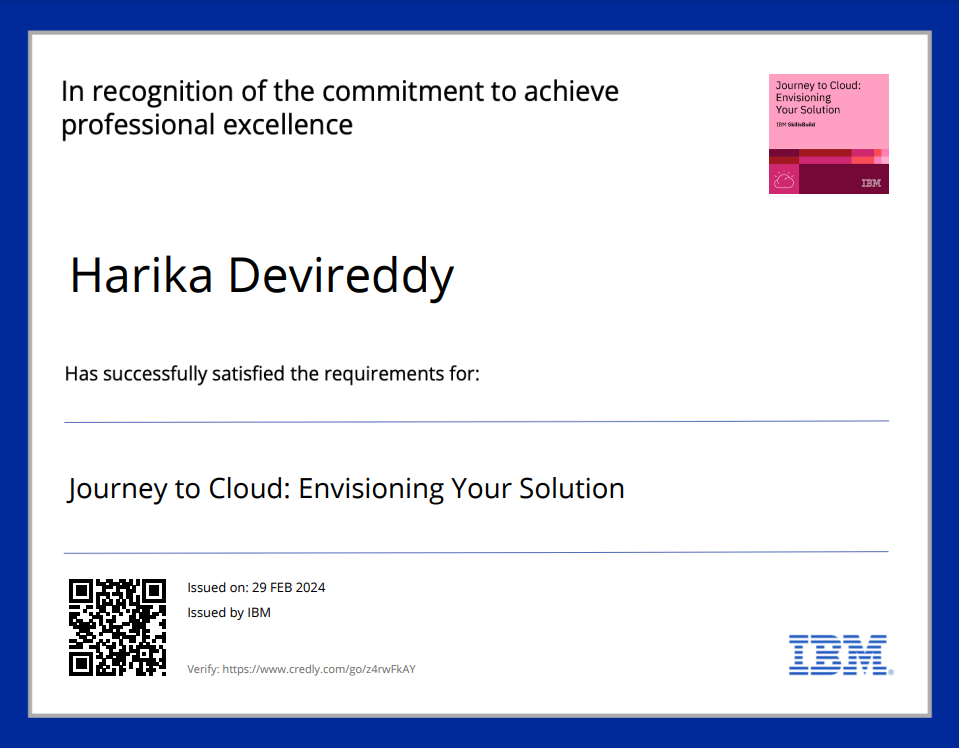 In recognition of the commitment to achieve
professional excellence
Journey to Cloud:
Envisioning
Your Solution
IBM SkillsBuild
IBM
Harika Devireddy
Has successfully satisfied the requirements for:
Journey to Cloud: Envisioning Your Solution
Issued on: 29 FEB 2024
Issued by IBM
Verify: https://www.credly.com/go/z4rwFkAY
IBM®